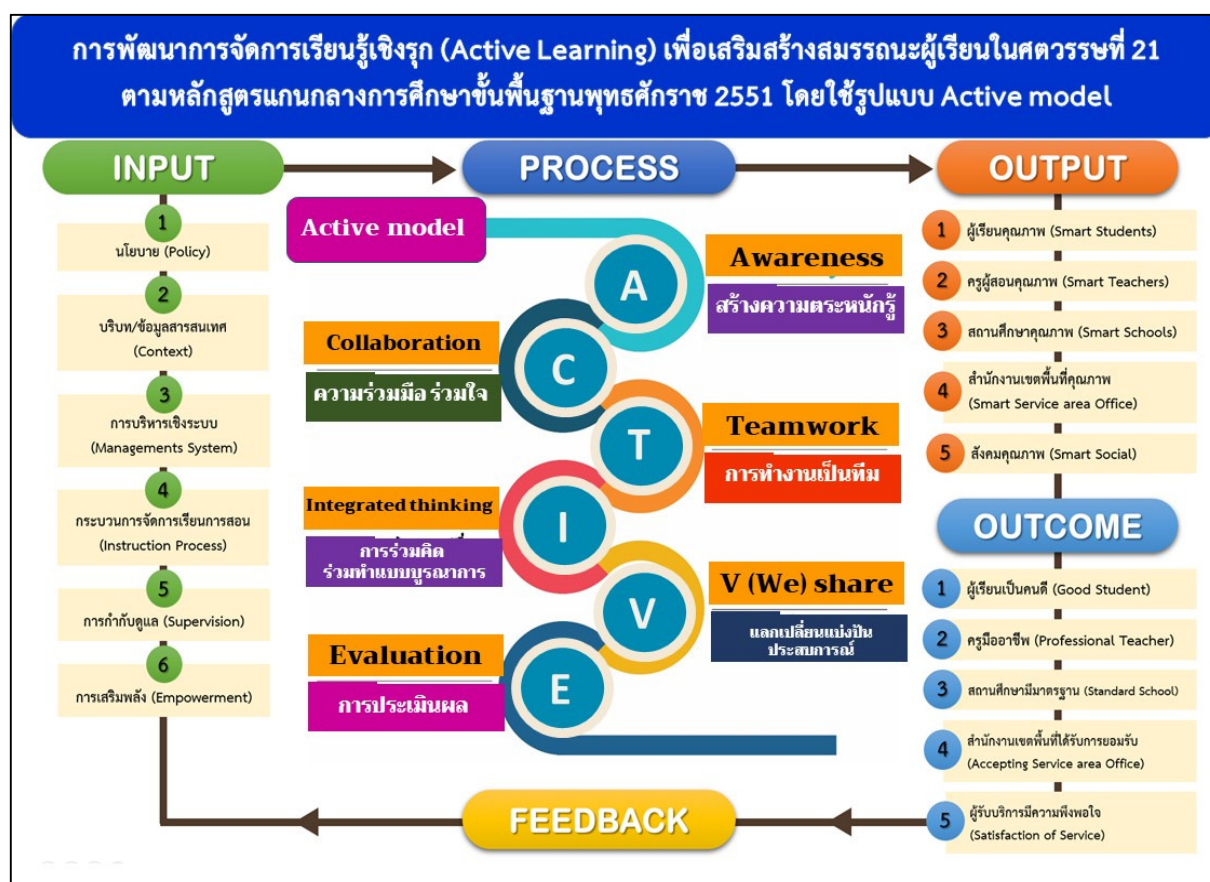 การพัฒนาการจัดการเรียนรู้เชิงรุก (Active Learning) เพื่อเสริมสร้างสมรรถนะผู้เรียนในศตวรรษที่ 21
ตามหลักสูตรแกนกลางการศึกษาขั้นพื้นฐานพุทธศักราช 2551 โดยใช้รูปแบบ Active model
INPUT
1
นโยบาย (Policy)
2
บริบท/ข้อมูลสารสนเทศ
(Context)
3
การบริหารเชิงระบบ
(Managements System)
4
กระบวนการจัดการเรียนการสอน
(Instruction Process)
5
การกำกับดูแล (Supervision)
6
การเสริมพลัง (Empowerment)
PROCESS
Active model
A
Awareness
สร้างความตระหนักรู้
Collaboration
ความร่วมมือ ร่วมใจ
C
T
Teamwork
การทำงานเป็นทีม
Integrated thinking
การร่วมคิด
ร่วมทำแบบบูรณาการ
I
V
V (We) share
แลกเปลี่ยนแบ่งปัน
ประสบการณ์
Evaluation
การประเมินผล
E
OUTPUT
1 ผู้เรียนคุณภาพ (Smart Students)
2 ครูผู้สอนคุณภาพ (Smart Teachers)
3 สถานศึกษาคุณภาพ (Smart Schools)
4 สำนักงานเขตพื้นที่คุณภาพ
(Smart Service area Office)
5 สังคมคุณภาพ (Smart Social)
OUTCOME
1 ผู้เรียนเป็นคนดี (Good Student)
2 ครูมืออาชีพ (Professional Teacher)
3 สถานศึกษามีมาตรฐาน (Standard School)
4 สำนักงานเขตพื้นที่ได้รับการยอมรับ
(Accepting Service area Office)
5 ผู้รับบริการมีความพึงพอใจ
(Satisfaction of Service)
FEEDBACK